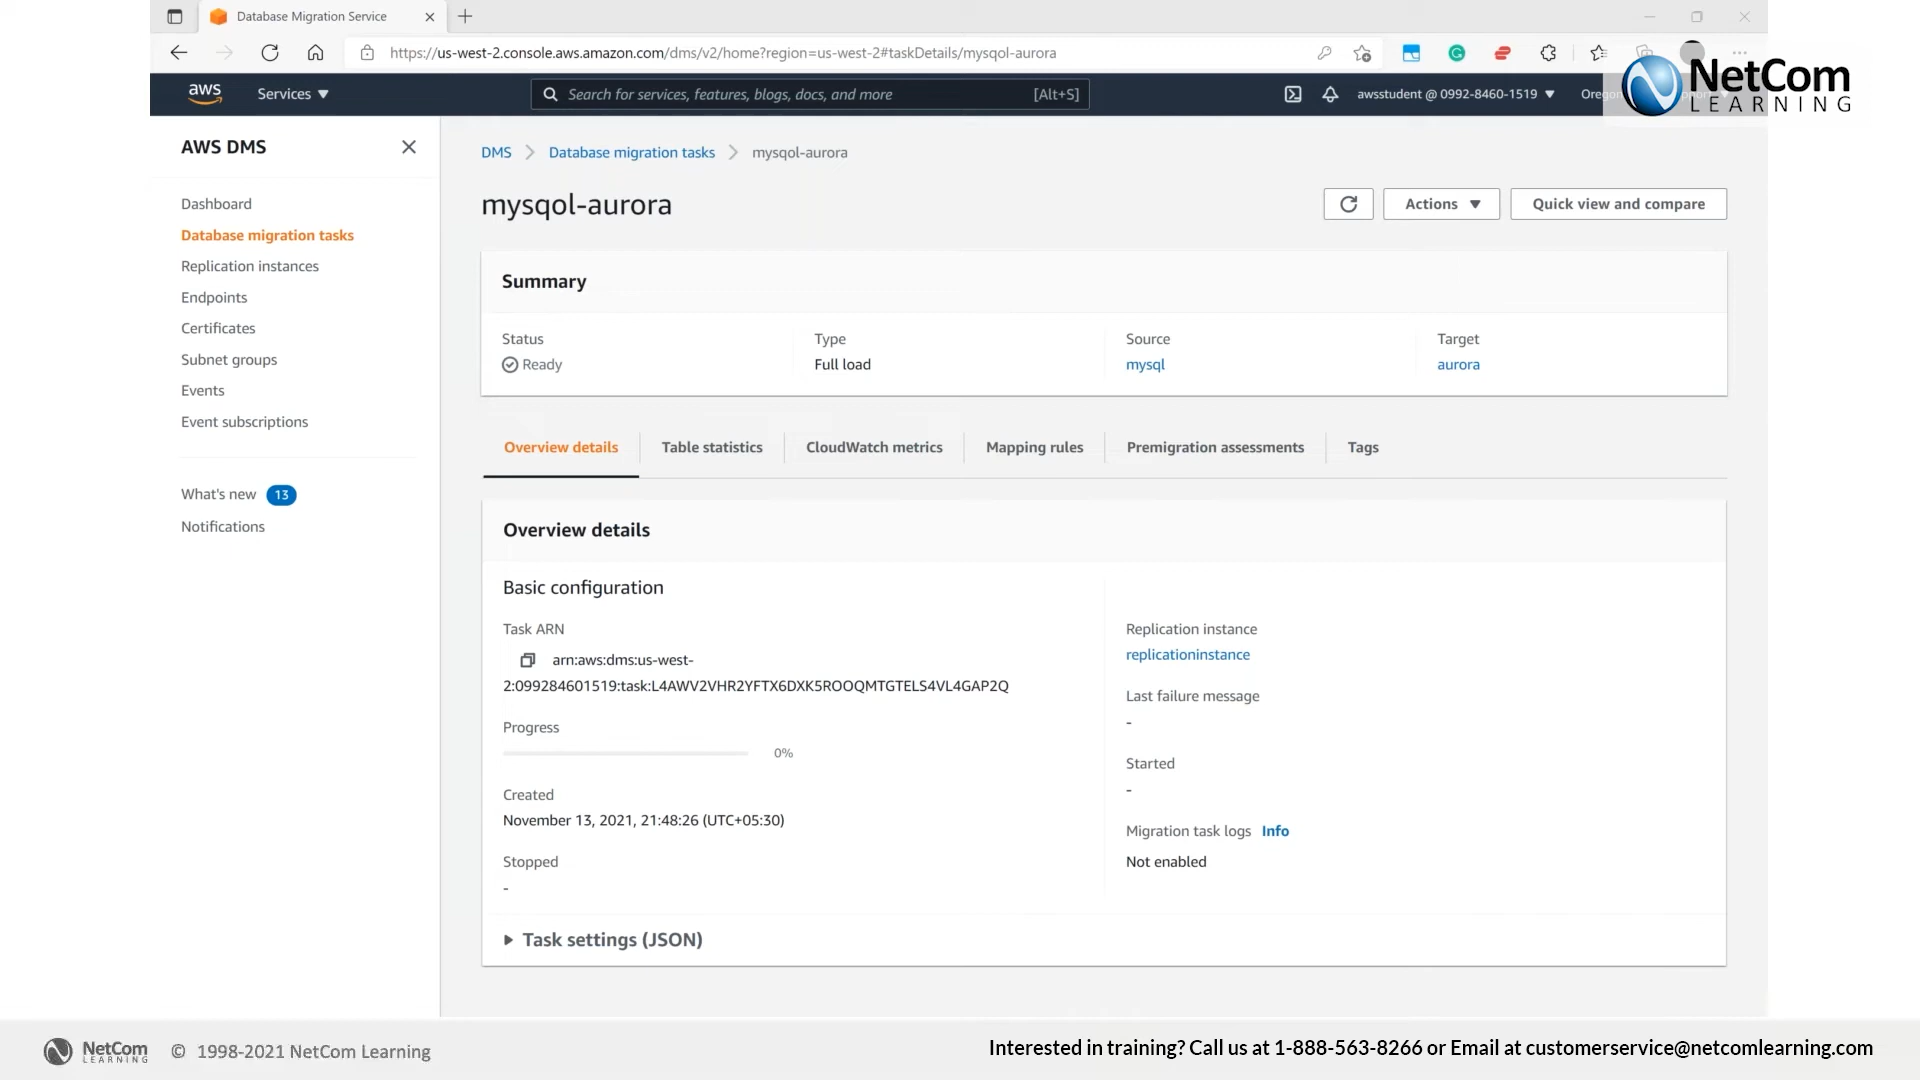 Database Migration Service
https://us-west-2.console.aws.amazon.com/dms/v2/home?region=us-west-2#taskDetails/mysqol-aurora
aws
Services
Search for services, features, blogs, docs, and more
[Alt+S]
awsstudent @ 0992-8460-1519
NetCom
LEARNING
AWS DMS
Dashboard
Database migration tasks
Replication instances
Endpoints
Certificates
Subnet groups
Events
Event subscriptions
What's new 13
Notifications
DMS
Database migration tasks
mysqol-aurora
mysqol-aurora
Actions
Quick view and compare
Summary
Status
Ready
Type
Full load
Source
mysql
Target
aurora
Overview details
Table statistics
CloudWatch metrics
Mapping rules
Premigration assessments
Tags
Overview details
Basic configuration
Task ARN
arn:aws:dms:us-west-
2:099284601519:task:L4AWV2VHR2YFTX6DXK5ROOQMTGTELS4VL4GAP2Q
Progress
0%
Created
November 13, 2021, 21:48:26 (UTC+05:30)
Stopped
-
Replication instance
replicationinstance
Last failure message
-
Started
-
Migration task logs Info
Not enabled
Task settings (JSON)
NetCom
LEARNING
© 1998-2021 NetCom Learning
Interested in training? Call us at 1-888-563-8266 or Email at customerservice@netcomlearning.com